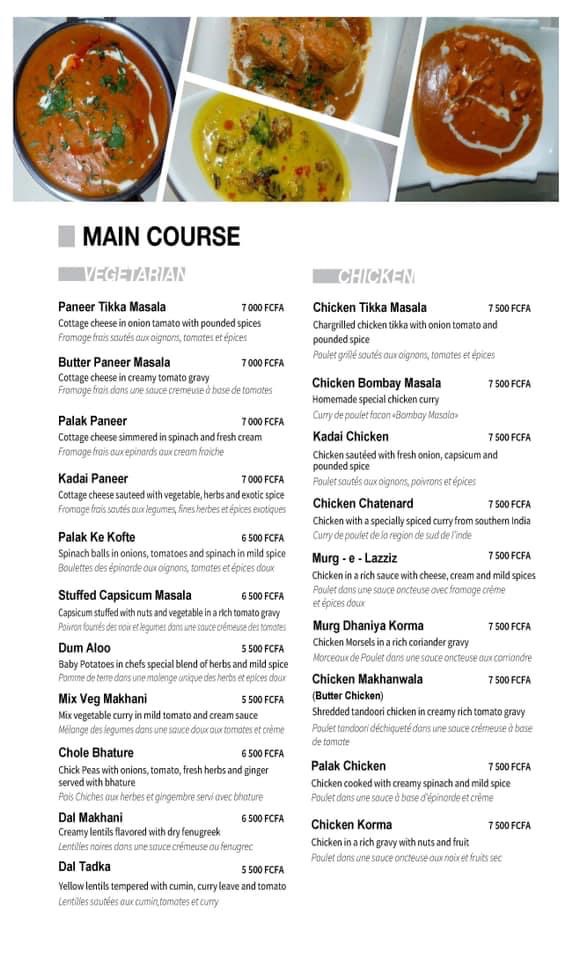 MAIN COURSE
VEGETARIAN
Paneer Tikka Masala 7 000 FCFA
Cottage cheese in onion tamato with pounded spices
Fromage frais sautés aux oignons, tomates et épices
Butter Paneer Masala 7 000 FCFA
Cottage cheese in creamy tomato gravy
Fromage frais dans une sauce cremeuse à base de tomates
Palak Paneer 7 000 FCFA
Cottage cheese simmered in spinach and fresh cream
Fromage frais aux epinards aux cream fraiche
Kadai Paneer 7 000 FCFA
Cottage cheese sauteed with vegetable, herbs and exotic spice
Fromage frais sautés aux legumes, fines herbes et épices exotiques
Palak Ke Kofte 6 500 FCFA
Spinach balls in onions, tomatoes and spinach in mild spice
Boulettes des épinarde aux oignans, tomates et épices doux
Stuffed Capsicum Masala 6 500 FCFA
Capsicum stuffed with nuts and vegetable in a rich tomato gravy
Poivron fourrés des noix et legumes dans une sauce crémeuse des tomates
Dum Aloo 5 500 FCFA
Baby Potatoes in chefs special blend of herbs and mild spice
Pomme de terre dans une malenge unique des herbs et epices doux
Mix Veg Makhani 5 500 FCFA
Mix vegetable curry in mild tomato and cream sauce
Mélange des legumes dans une sauce doux aux tomates et crème
Chole Bhature 6 500 FCFA
Chick Peas with onions, tomato, fresh herbs and ginger
served with bhature
Pois Chiches aux herbes et gingembre servi avec bhature
Dal Makhani 6 500 FCFA
Creamy lentils flavored with dry fenugreek
Lentilles noires dans une sauce crémeuse au fenugrec
Dal Tadka 5 500 FCFA
Yellow lentils tempered with cumin, curry leave and tomato
Lentilles sautées aux cumin,tomates et curry
CHICKEN
Chicken Tikka Masala 7 500 FCFA
Chargrilled chicken tikka with onion tomato and
pounded spice
Poulet grillé sautés aux oignons, tomates et épices
Chicken Bombay Masala 7 500 FCFA
Homemade special chicken curry
Curry de poulet facon «Bombay Masala»
Kadai Chicken 7 500 FCFA
Chicken sautéed with fresh onion, capsicum and
pounded spice
Poulet sautés aux oignons, poivrons et épices
Chicken Chatenard 7 500 FCFA
Chicken with a specially spiced curry from southern India
Curry de poulet de la region de sud de l'inde
Murg - e - Lazziz 7 500 FCFA
Chicken in a rich sauce with cheese, cream and mild spices
Poulet dans une sauce oncteuse avec fromage crème
et épices doux
Murg Dhaniya Korma 7 500 FCFA
Chicken Morsels in a rich coriander gravy
Morceaux de Poulet dans une sauce oncteuse aux corriandre
Chicken Makhanwala 7 500 FCFA
(Butter Chicken)
Shredded tandoori chicken in creamy rich tomato gravy
Poulet tandoori déchiqueté dans une sauce crémeuse à base
de tomate
Palak Chicken 7 500 FCFA
Chicken cooked with creamy spinach and mild spice
Poulet dans une sauce à base d'épinarde et crème
Chicken Korma 7 500 FCFA
Chicken in a rich gravy with nuts and fruit
Poulet dans une sauce oncteuse aux noix et fruits sec